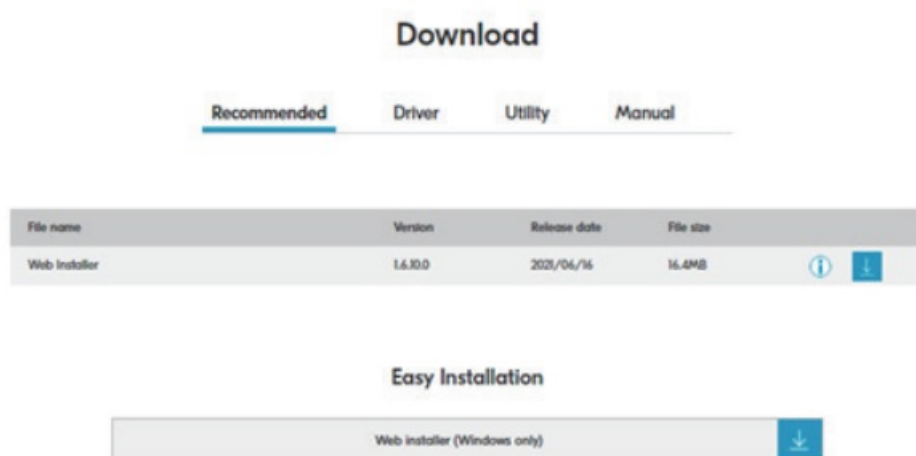 Download
Recommended Driver Utility Manual
File name Version Release date File size
Web Installer 1.6.10.0 2021/06/16 16.4MB
Easy Installation
Web installer (Windows only)